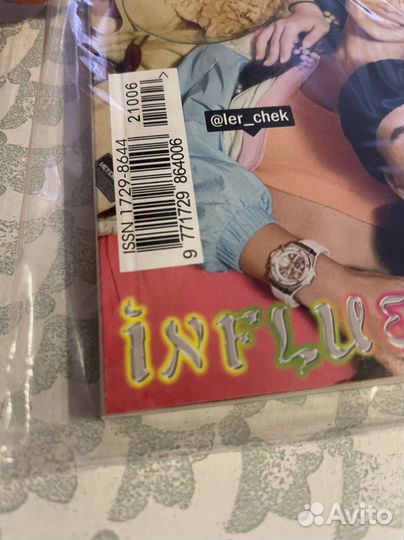 ISSN 1729-8644
21006 >
9 771729 864006
@ler_chek
iNFLUE
Avito